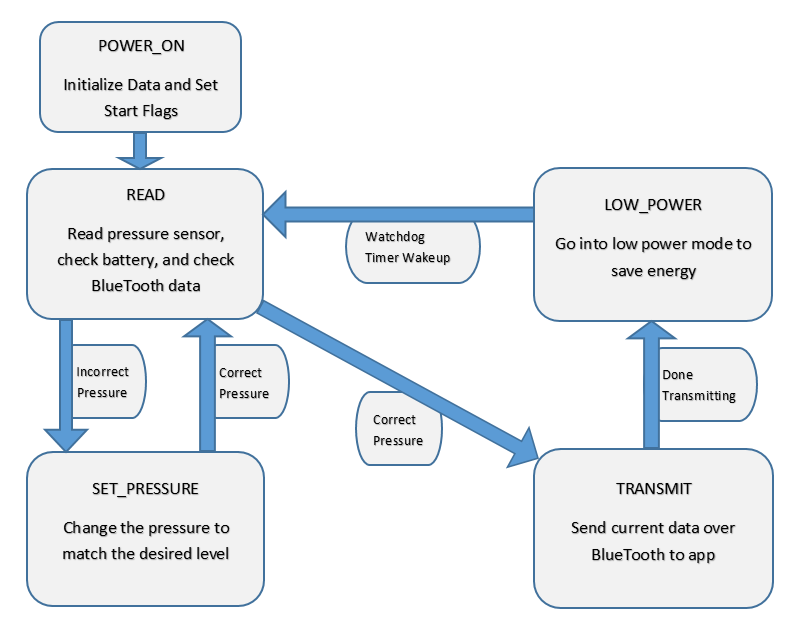 POWER_ON
Initialize Data and Set
Start Flags
READ
Read pressure sensor,
check battery, and check
BlueTooth data
LOW_POWER
Go into low power mode to
save energy
Watchdog
Timer Wakeup
Incorrect
Pressure
Correct
Pressure
Correct
Pressure
Done
Transmitting
SET_PRESSURE
Change the pressure to
match the desired level
TRANSMIT
Send current data over
BlueTooth to app